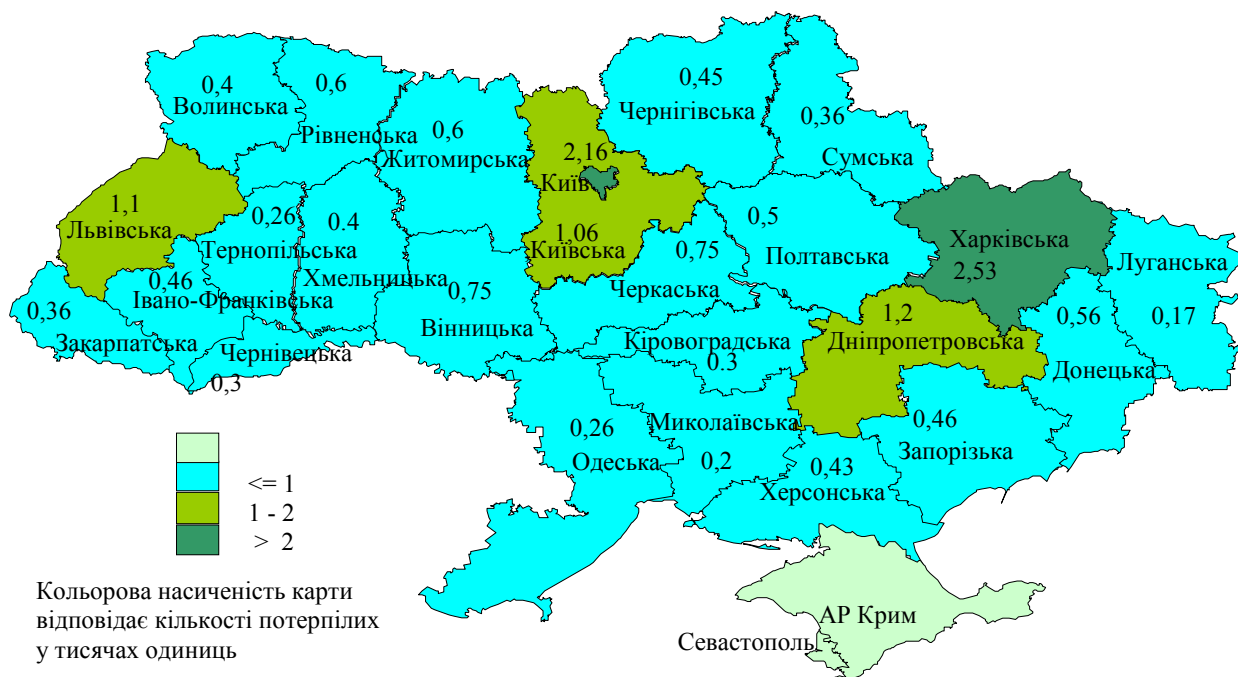 0,4
Волинська
0,6
Рівненська
0,6
Житомирська
2,16
Київ
1,06
Київська
0,45
Чернігівська
0,36
Сумська
1,1
Львівська
0,26
Тернопільська
0.4
Хмельницька
0,46
Івано-Франківська
0,36
Закарпатська
Чернівецька
0,3
0,75
Вінницька
0,75
Черкаська
0,5
Полтавська
Харківська
2,53
Луганська
0,17
0,56
Донецька
1,2
Дніпропетровська
Кіровоградська
0.3
0,26
Одеська
Миколаївська
0,2
0,43
Херсонська
0,46
Запорізька
АР Крим
Севастополь
<= 1
1 - 2
> 2
Кольорова насиченість карти
відповідає кількості потерпілих
у тисячах одиниць